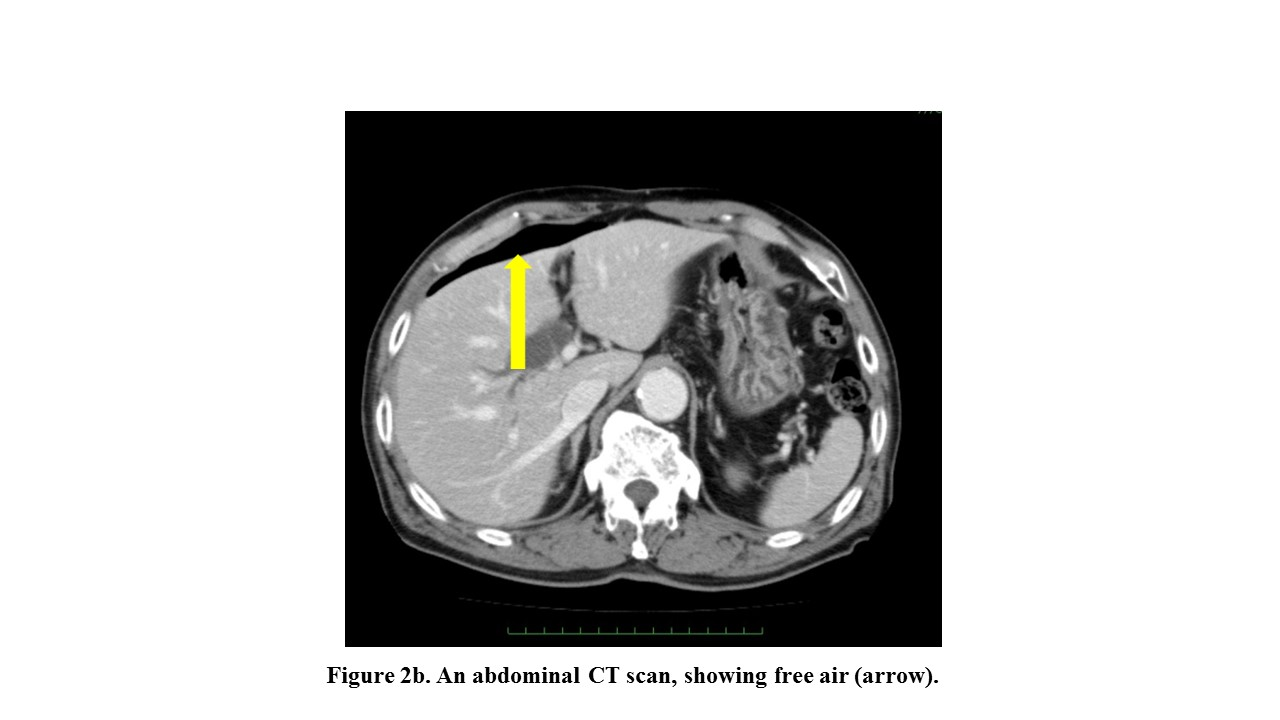 Figure 2b. An abdominal CT scan, showing free air (arrow).